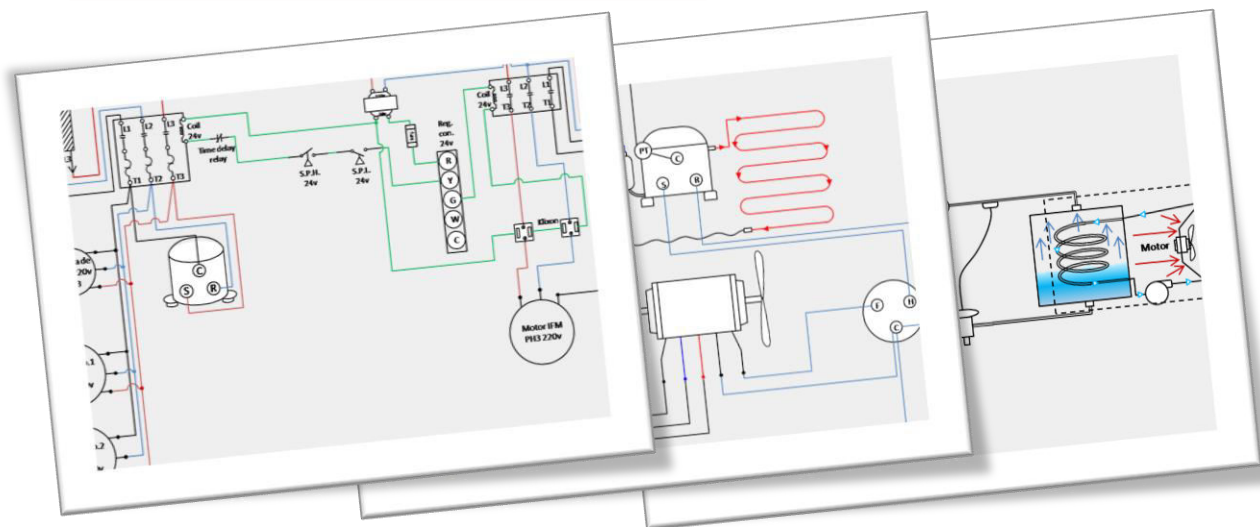 L1
L2
L3
Coil
24v
Time delay
relay
T1
T2
T3
S.P.H.
24v
S.P.L.
24v
Reg.
con.
24v
R
Y
G
W
C
Coil
24v
L3
L2
L1
T3
T2
T1
Klixon
C
S
R
Motor IFM
PH3 220v
20v
PT
C
S
R
F
H
C
Motor